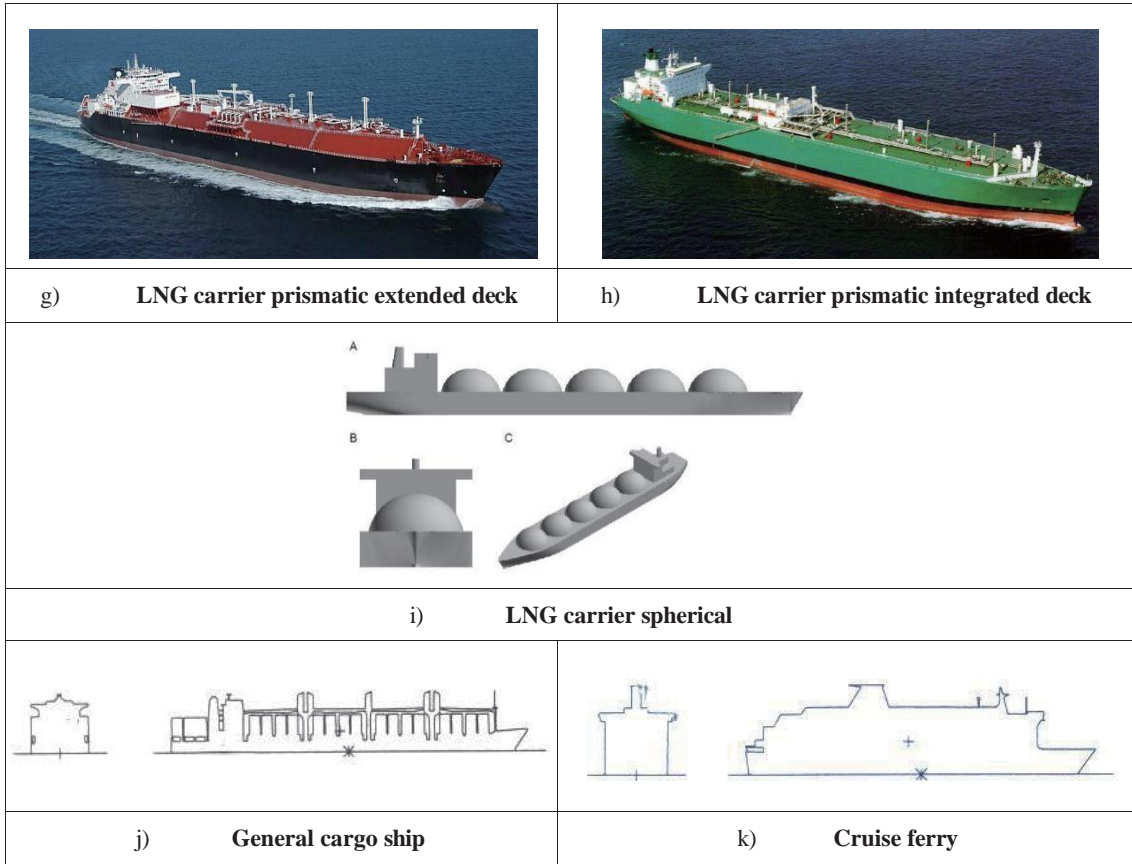 g) LNG carrier prismatic extended deck
h) LNG carrier prismatic integrated deck
A
B
C
i) LNG carrier spherical
j) General cargo ship
k) Cruise ferry